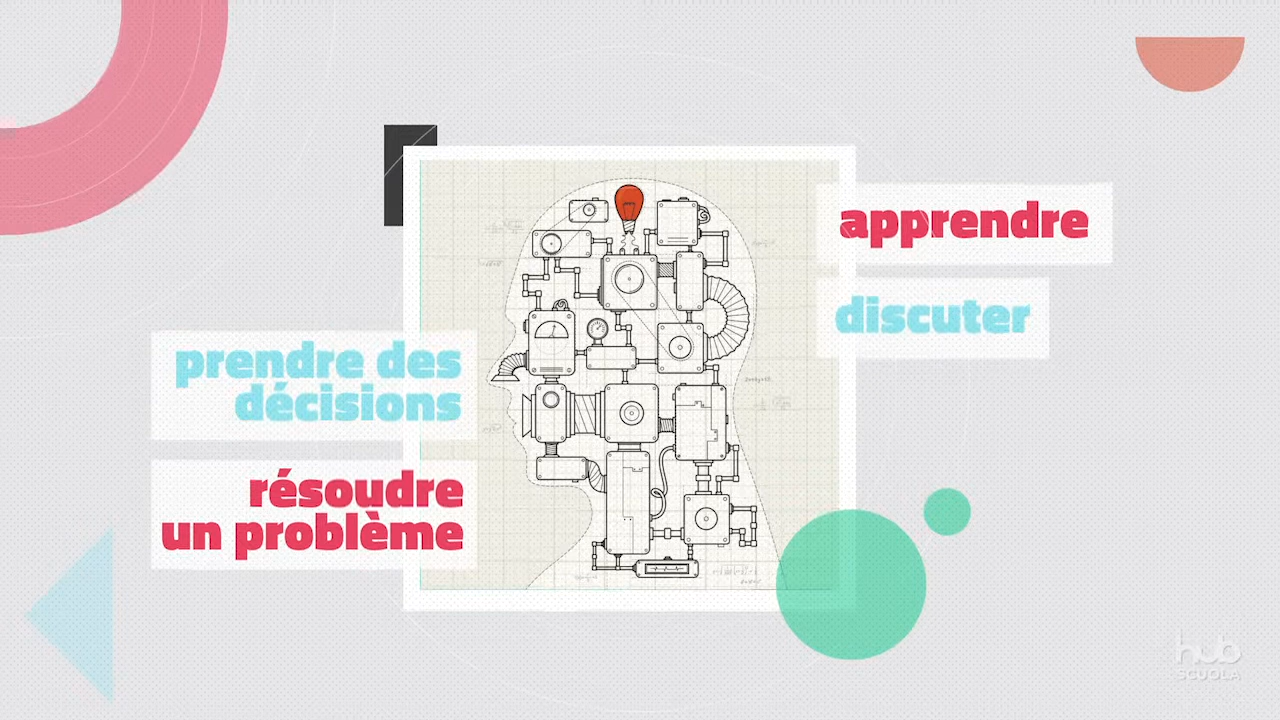 apprendre
discuter
prendre des
décisions
résoudre
un problème
hub
SCUOLA